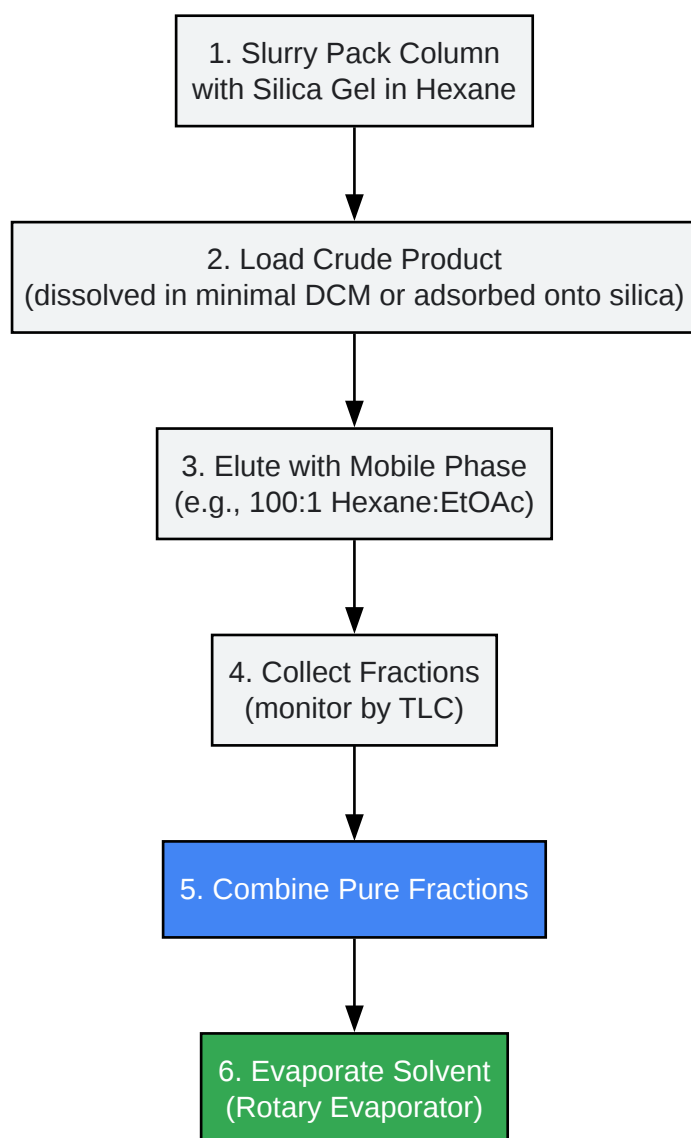 1. Slurry Pack Column
with Silica Gel in Hexane
2. Load Crude Product
(dissolved in minimal DCM or adsorbed onto silica)
3. Elute with Mobile Phase
(e.g., 100:1 Hexane:EtOAc)
4. Collect Fractions
(monitor by TLC)
5. Combine Pure Fractions
6. Evaporate Solvent
(Rotary Evaporator)